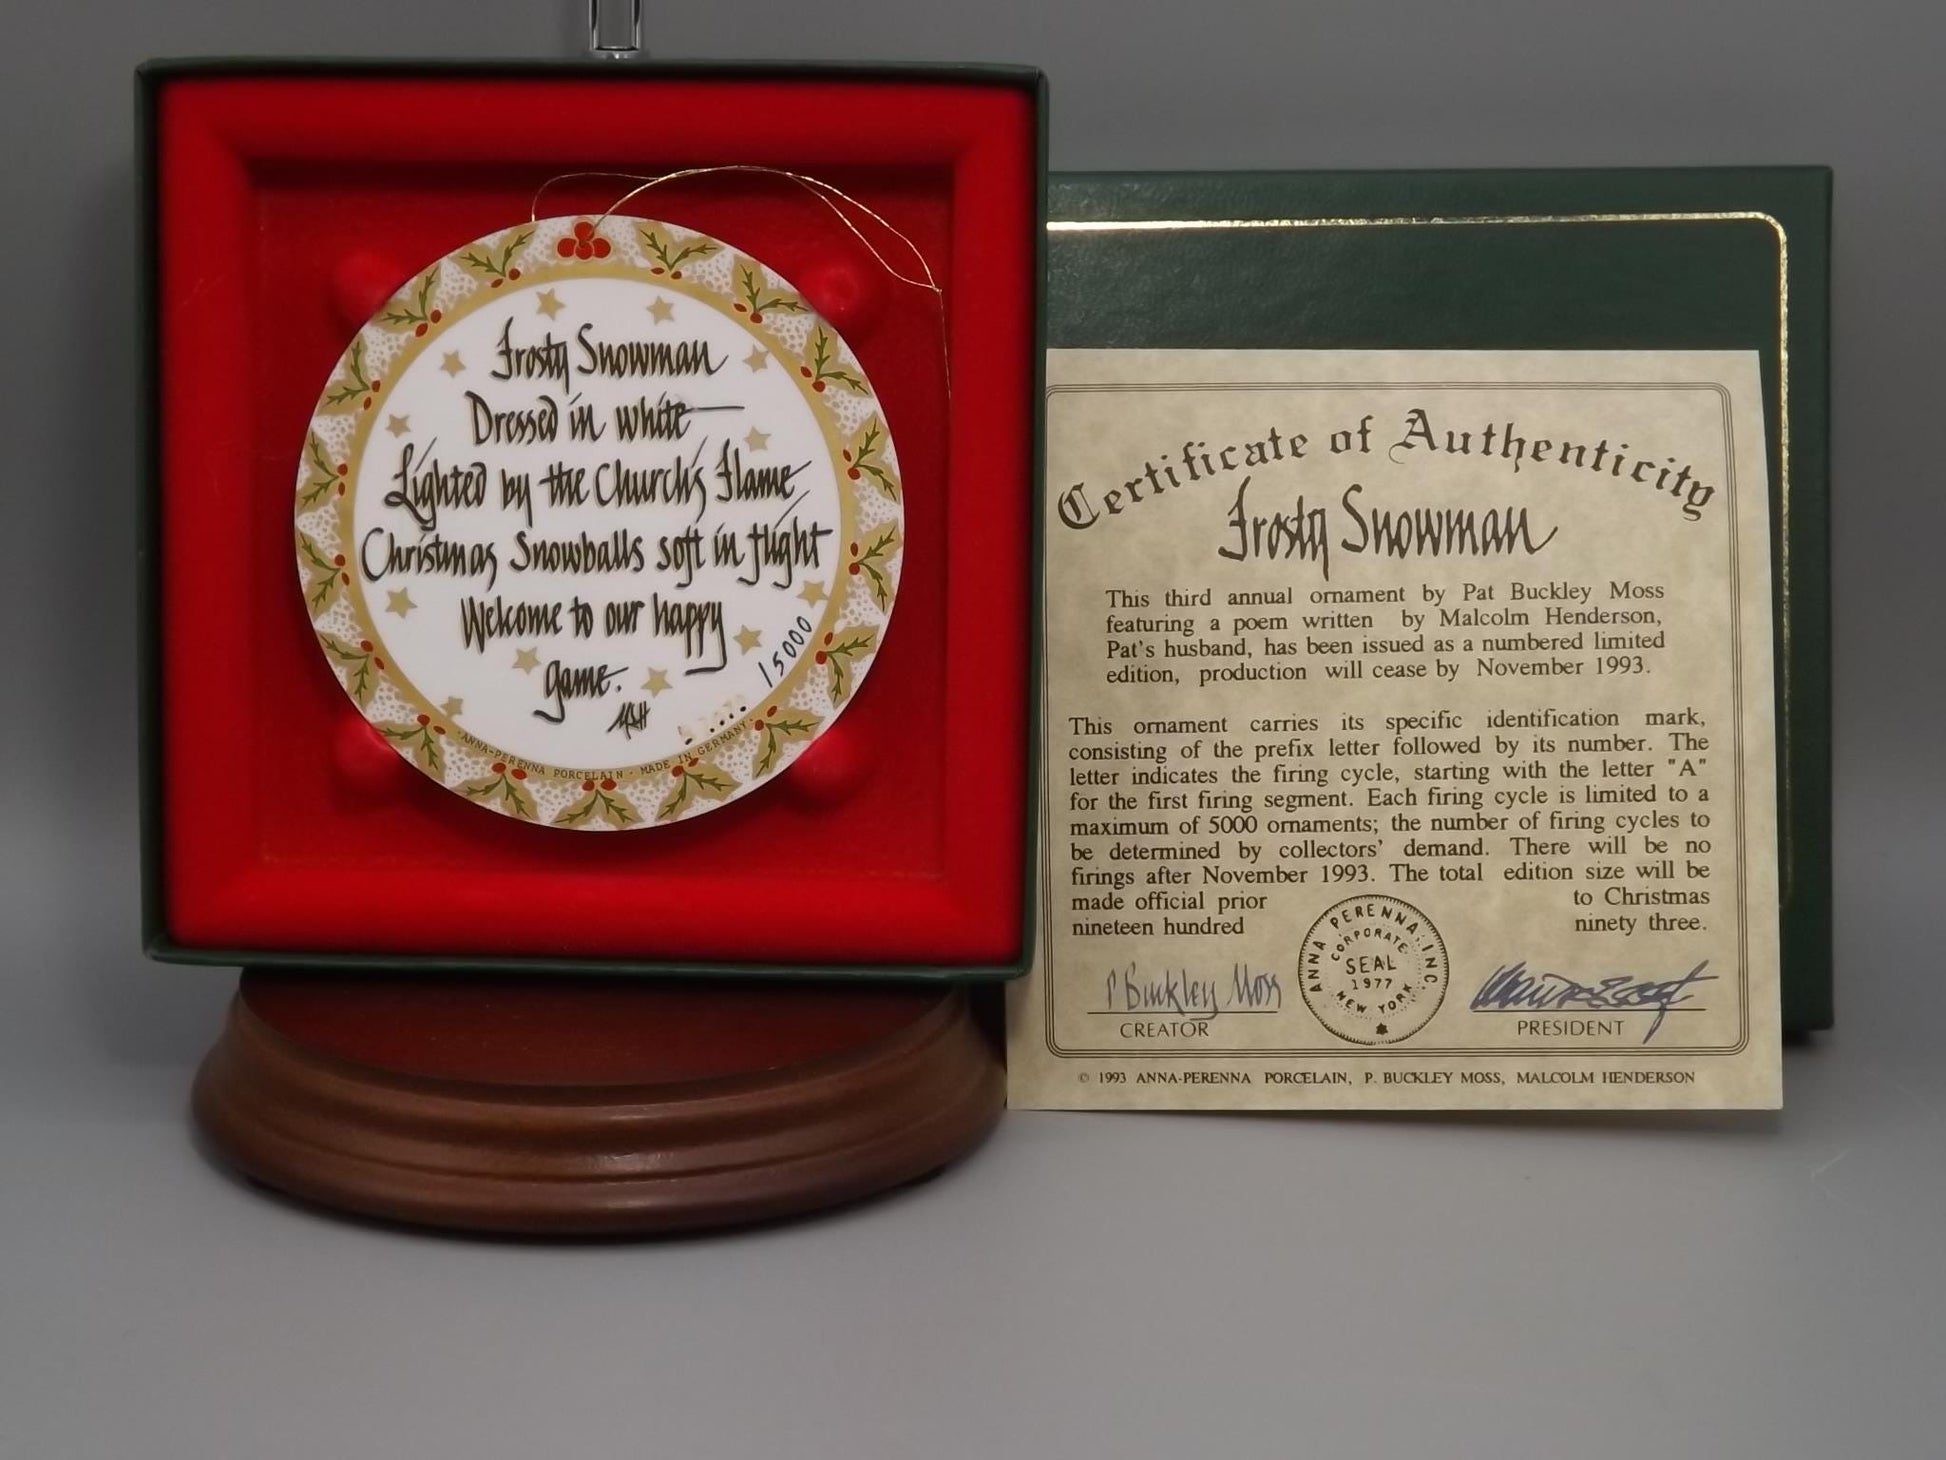 Frosty Snowman
Dressed in white
Lighted by the Church's Flame
Christmas Snowballs soft in flight
Welcome to our happy
game.
MAH
15000
ANNA-PERENNA PORCELAIN · MADE IN GERMANY
Certificate of Authenticity
Frosty Snowman
This third annual ornament by Pat Buckley Moss
featuring a poem written by Malcolm Henderson,
Pat's husband, has been issued as a numbered limited
edition, production will cease by November 1993.
This ornament carries its specific identification mark,
consisting of the prefix letter followed by its number. The
letter indicates the firing cycle, starting with the letter "A"
for the first firing segment. Each firing cycle is limited to a
maximum of 5000 ornaments; the number of firing cycles to
be determined by collectors' demand. There will be no
firings after November 1993. The total edition size will be
made official prior to Christmas
nineteen hundred ninety three.
ANNA PERENNA, INC.
CORPORATE
SEAL
1977
NEW YORK
P Buckley Moss
CREATOR
PRESIDENT
© 1993 ANNA-PERENNA PORCELAIN, P. BUCKLEY MOSS, MALCOLM HENDERSON